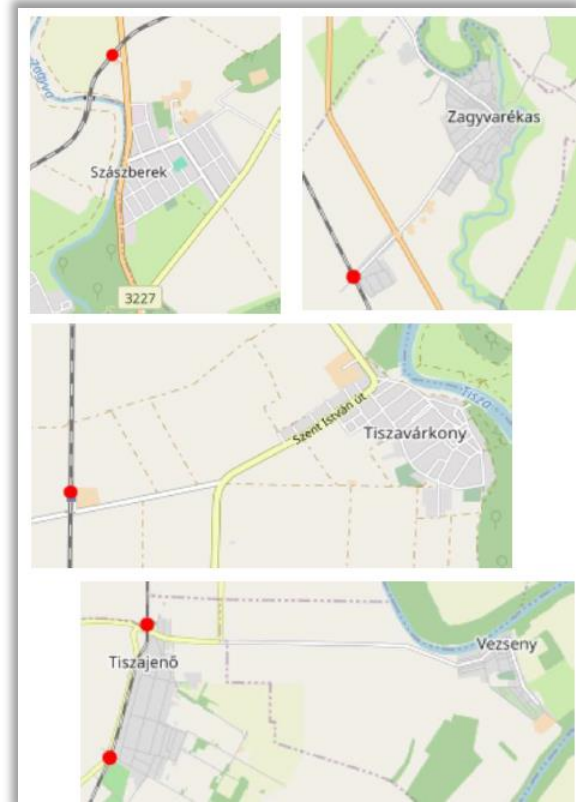 Zagyva
Szászberek
3227
Zagyvarékas
Szent István út
Tiszavárkony
Tisza
Tiszajenő
Vezseny